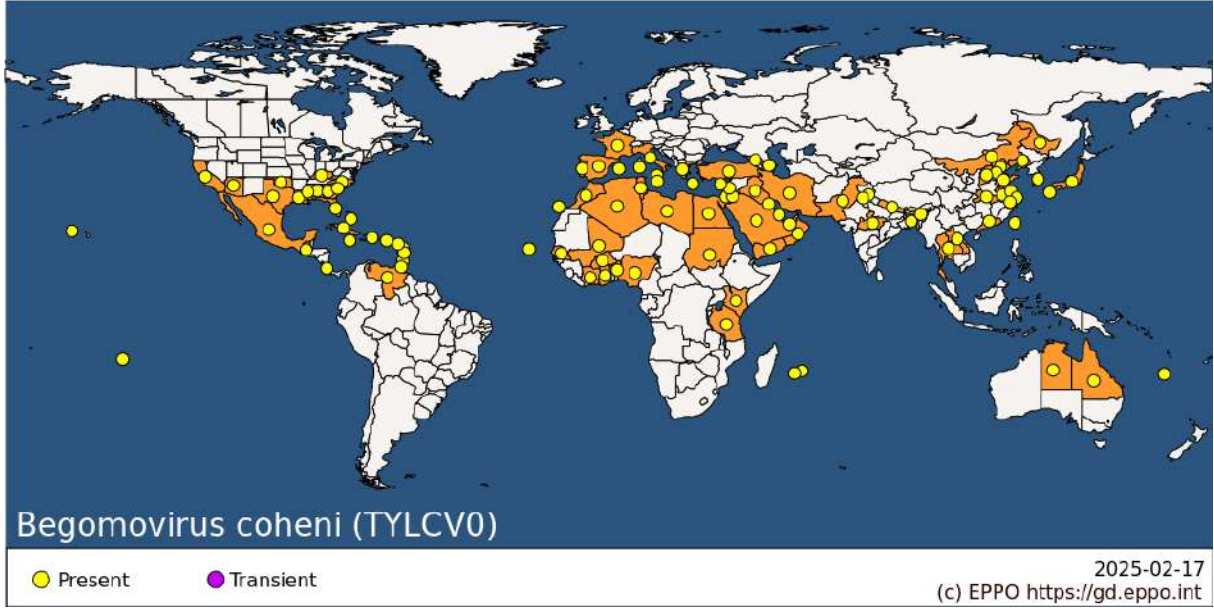 Begomovirus coheni (TYLCV0)
Present
Transient
2025-02-17
(c) EPPO https://gd.eppo.int